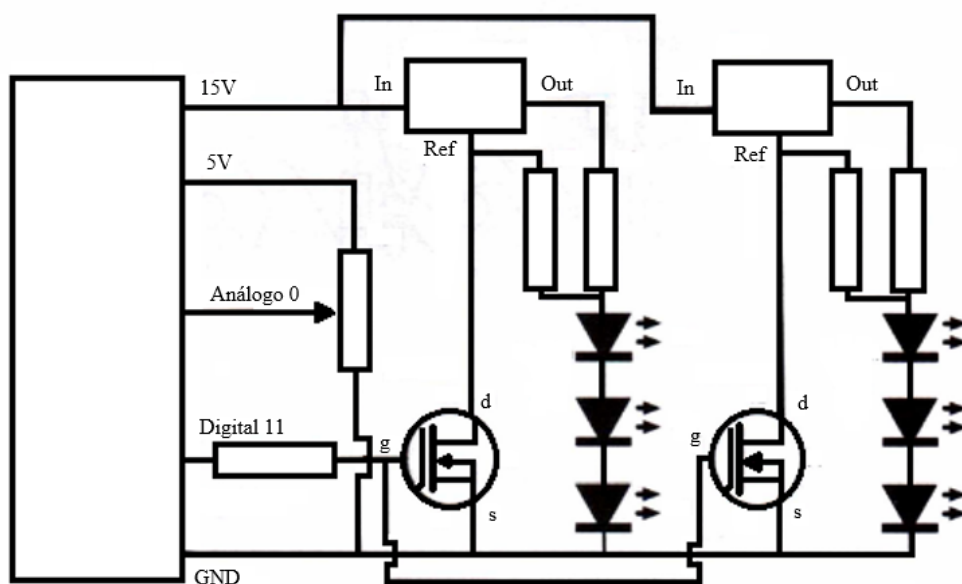 15V
In
Out
In
Out
Ref
Ref
5V
Análogo 0
d
d
Digital 11
g
g
s
s
GND